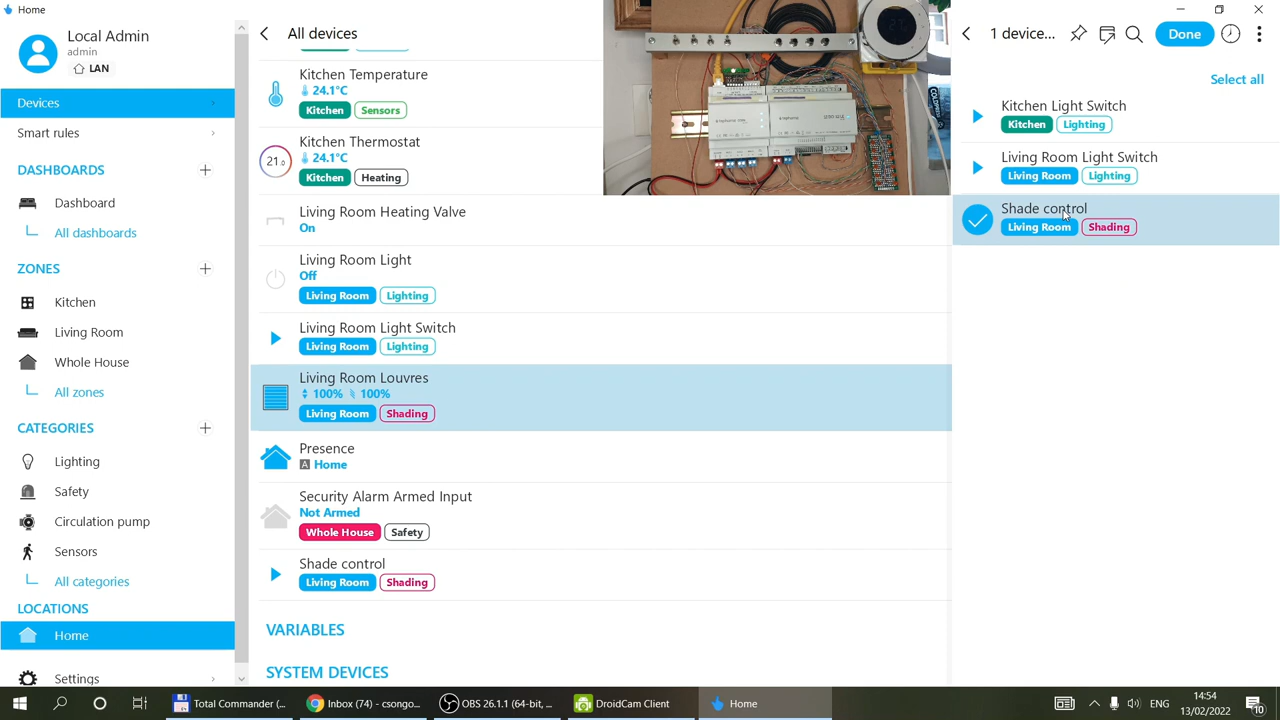 Home
Local Admin
admin
LAN
Devices
Smart rules
DASHBOARDS
Dashboard
All dashboards
ZONES
Kitchen
Living Room
Whole House
All zones
CATEGORIES
Lighting
Safety
Circulation pump
Sensors
All categories
LOCATIONS
Home
Settings
All devices
Kitchen Temperature
24.1°C
Kitchen Sensors
21.0
Kitchen Thermostat
24.1°C
Kitchen Heating
Living Room Heating Valve
On
Living Room Light
Off
Living Room Lighting
Living Room Light Switch
Living Room Lighting
Living Room Louvres
100% 100%
Living Room Shading
Presence
A Home
Security Alarm Armed Input
Not Armed
Whole House Safety
Shade control
Living Room Shading
VARIABLES
SYSTEM DEVICES
1 device... Done
Select all
Kitchen Light Switch
Kitchen Lighting
Living Room Light Switch
Living Room Lighting
Shade control
Living Room Shading
Total Commander (... Inbox (74) - csongo... OBS 26.1.1 (64-bit, ... DroidCam Client Home ENG 14:54
13/02/2022 10